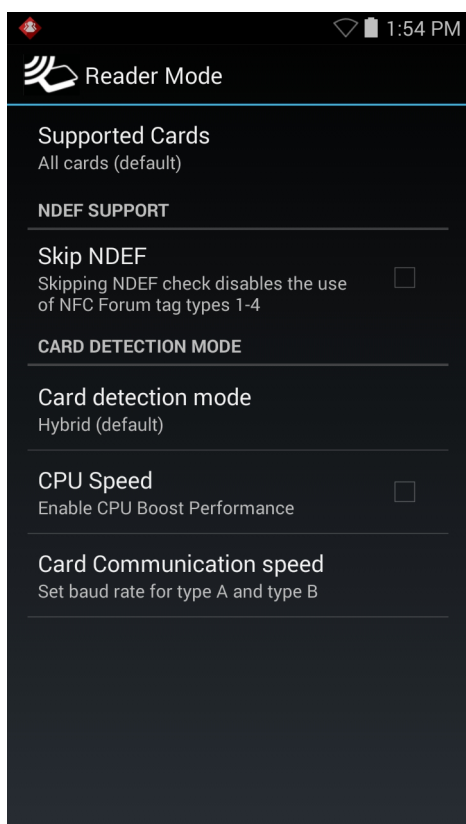 1:54 PM
Reader Mode
Supported Cards
All cards (default)
NDEF SUPPORT
Skip NDEF
Skipping NDEF check disables the use
of NFC Forum tag types 1-4
CARD DETECTION MODE
Card detection mode
Hybrid (default)
CPU Speed
Enable CPU Boost Performance
Card Communication speed
Set baud rate for type A and type B